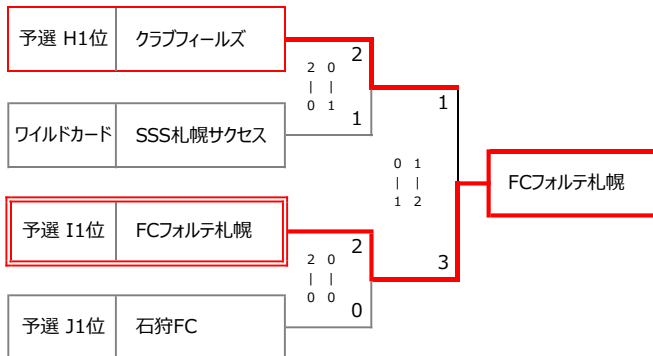 予選 H1位 クラブフィールズ
2 0 2
| |
0 1 1
ワイルドカード SSS札幌サクセス
1
0 1
| |
1 2
FCフォルテ札幌
予選 I1位 FCフォルテ札幌
2 0 2
| |
0 0 0
3
予選 J1位 石狩FC